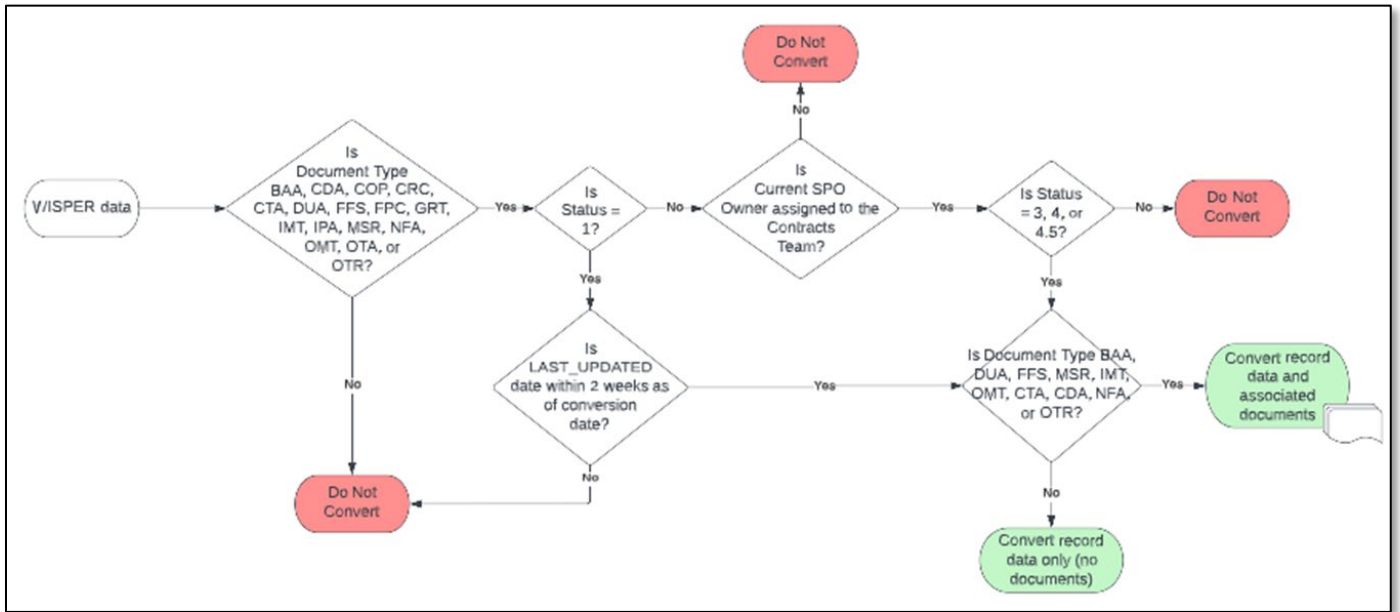 Do Not
Convert
No
Is
Document Type
BAA, CDA, COP, CRC,
CTA, DUA, FFS, FPC, GRT,
IMT, IPA, MSR, NFA,
OMT, OTA, or
OTR?
V/ISPER data
Yes
Is
Status =
1?
No
Is
Current SPO
Owner assigned to the
Contracts
Team?
Yes
Is Status
= 3, 4, or
4.5?
No
Do Not
Convert
Yes
Yes
Is
LAST_UPDATED
date within 2 weeks as
of conversion
date?
Yes
Is Document Type BAA,
DUA, FFS, MSR, IMT,
OMT, CTA, CDA, NFA,
or OTR?
Yes
Convert record
data and
associated
documents
No
No
Do Not
Convert
No
Convert record
data only (no
documents)